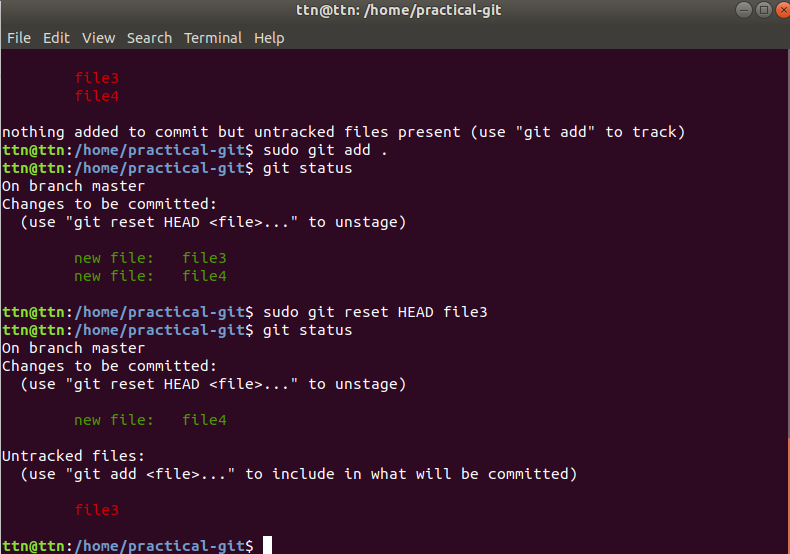 ttn@ttn: /home/practical-git
File Edit View Search Terminal Help
file3
file4
nothing added to commit but untracked files present (use "git add" to track)
ttn@ttn:/home/practical-git$ sudo git add .
ttn@ttn:/home/practical-git$ git status
On branch master
Changes to be committed:
  (use "git reset HEAD <file>..." to unstage)
new file:   file3
new file:   file4
ttn@ttn:/home/practical-git$ sudo git reset HEAD file3
ttn@ttn:/home/practical-git$ git status
On branch master
Changes to be committed:
  (use "git reset HEAD <file>..." to unstage)
new file:   file4
Untracked files:
  (use "git add <file>..." to include in what will be committed)
file3
ttn@ttn:/home/practical-git$